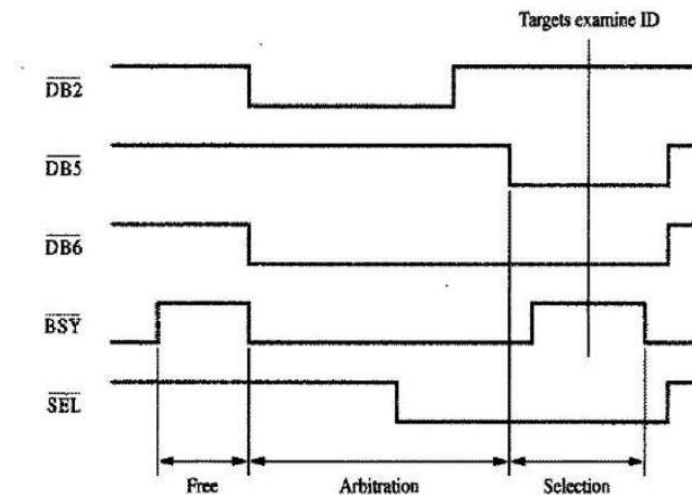 Targets examine ID
DB2
DB5
DB6
BSY
SEL
Free Arbitration Selection